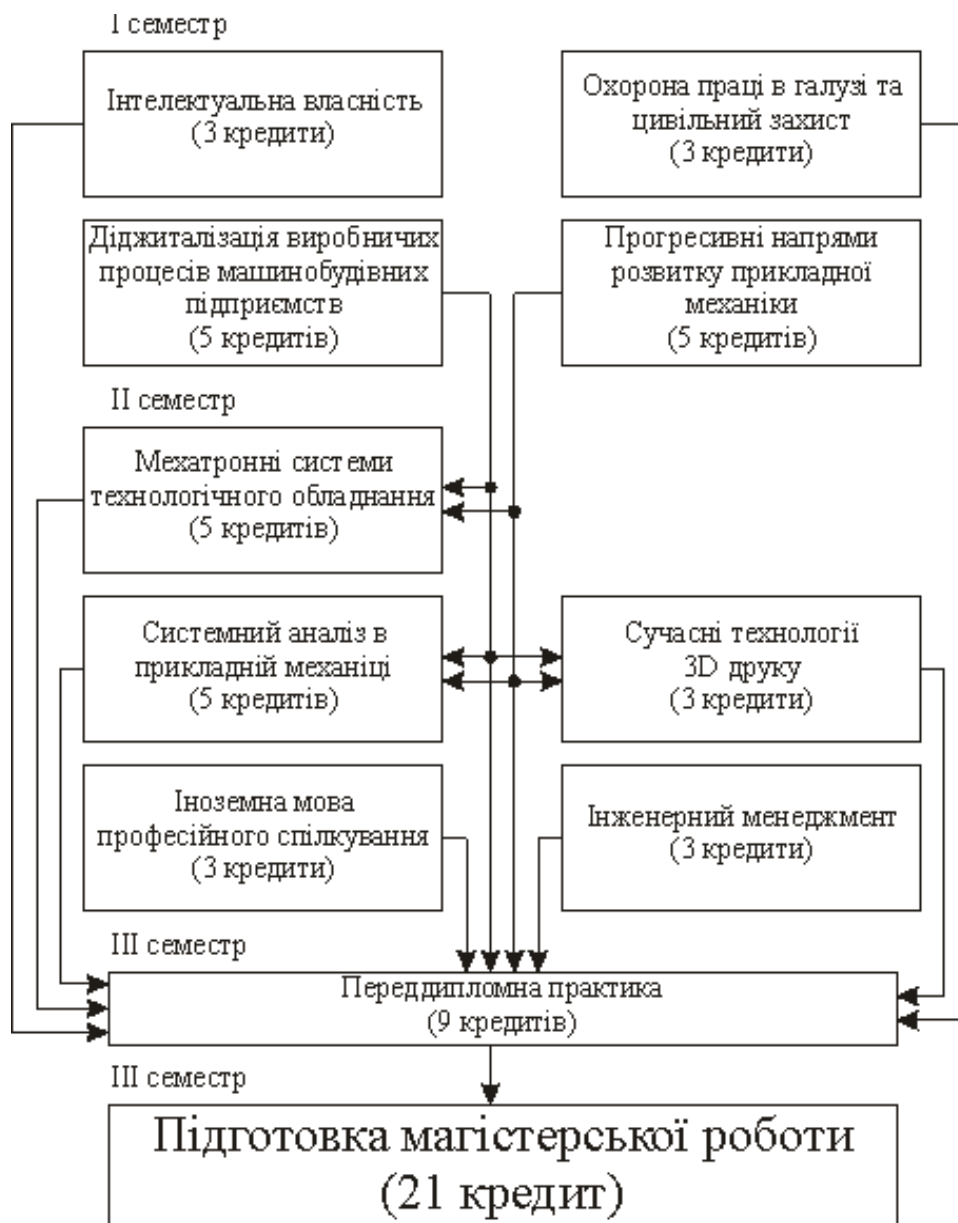 I семестр
Інтелектуальна власність
(3 кредити)
Охорона праці в галузі та
цивільний захист
(3 кредити)
Діджиталізація виробничих
процесів машинобудівних
підприємств
(5 кредитів)
Прогресивні напрями
розвитку прикладної
механіки
(5 кредитів)
II семестр
Мехатронні системи
технологічного обладнання
(5 кредитів)
Системний аналіз в
прикладній механіці
(5 кредитів)
Сучасні технології
3D друку
(3 кредити)
Іноземна мова
професійного спілкування
(3 кредити)
Інженерний менеджмент
(3 кредити)
III семестр
Переддипломна практика
(9 кредитів)
III семестр
Підготовка магістерської роботи
(21 кредит)